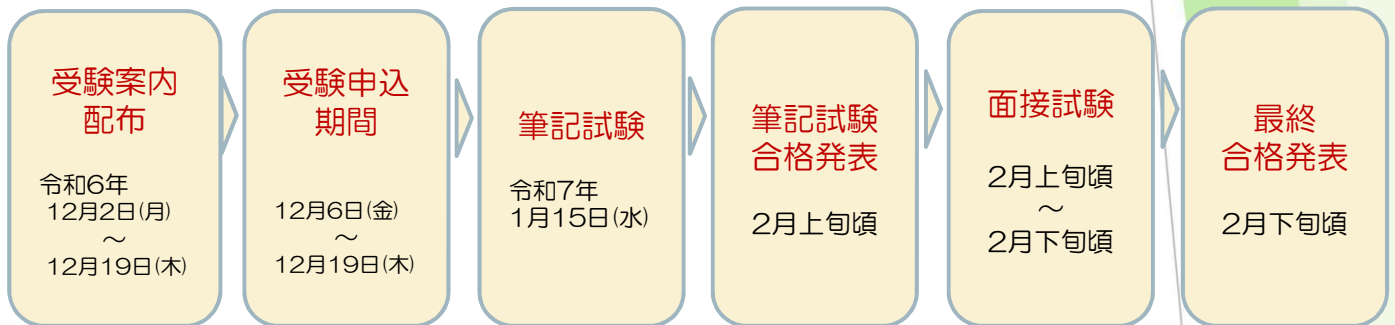 受験案内
配布
令和6年
12月2日(月)
～
12月19日(木)
受験申込
期間
12月6日(金)
～
12月19日(木)
筆記試験
令和7年
1月15日(水)
筆記試験
合格発表
2月上旬頃
面接試験
2月上旬頃
～
2月下旬頃
最終
合格発表
2月下旬頃